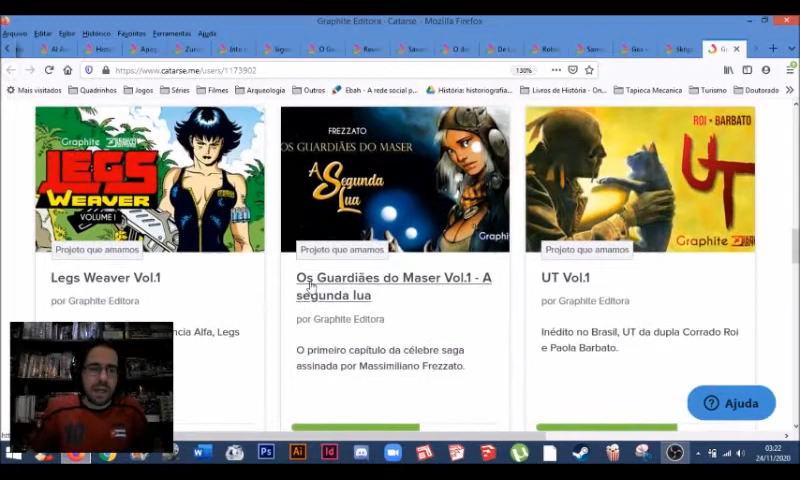 Graphite Editora - Catarse - Mozilla Firefox
Arquivo Editar Exibir Histórico Favoritos Ferramentas Ajuda
https://www.catarse.me/users/1173902
130%
Mais visitados Quadrinhos Jogos Séries Filmes Arqueologia Outros Ebah - A rede social p... História: historiografia... Livros de História - On... Tapioca Mecanica Turismo Doutorado
Graphite
LEGS
WEAVER
VOLUME I
Projeto que amamos
Legs Weaver Vol.1
por Graphite Editora
ncia Alfa, Legs
FREZZATO
OS GUARDIÃES DO MASER
A
Segunda
Lua
Graphi
Projeto que amamos
Os Guardiães do Maser Vol.1 - A
segunda lua
por Graphite Editora
O primeiro capítulo da célebre saga
assinada por Massimiliano Frezzato.
ROI • BARBATO
UT
Graphite
Projeto que amamos
UT Vol.1
por Graphite Editora
Inédito no Brasil, UT da dupla Corrado Roi
e Paola Barbato.
Ajuda
03:22
24/11/2020